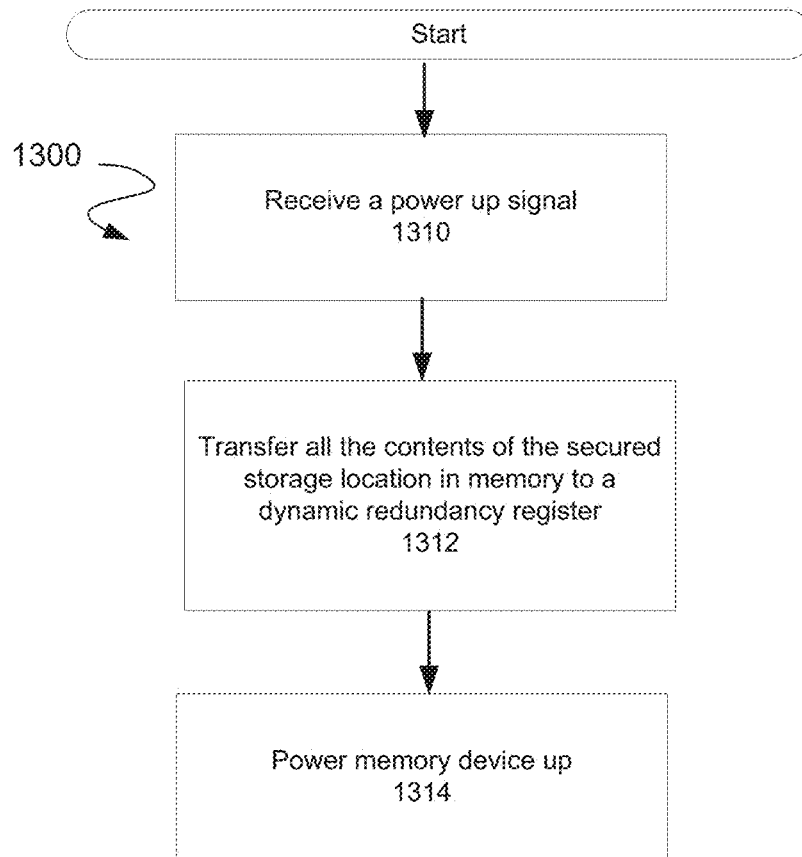 Start
1300
Receive a power up signal
1310
Transfer all the contents of the secured
storage location in memory to a
dynamic redundancy register
1312
Power memory device up
1314